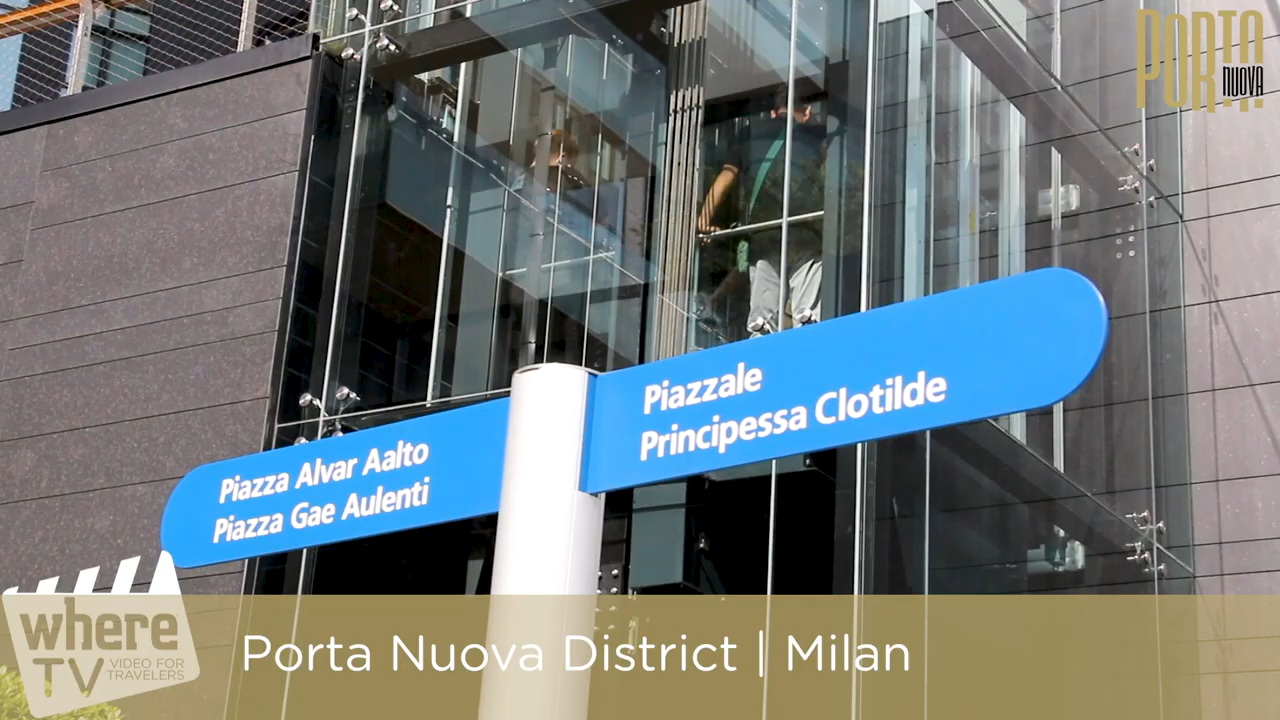 PORTA
NUOVA
Piazzale
Principessa Clotilde
Piazza Alvar Aalto
Piazza Gae Aulenti
where
TV VIDEO FOR
TRAVELERS
Porta Nuova District | Milan